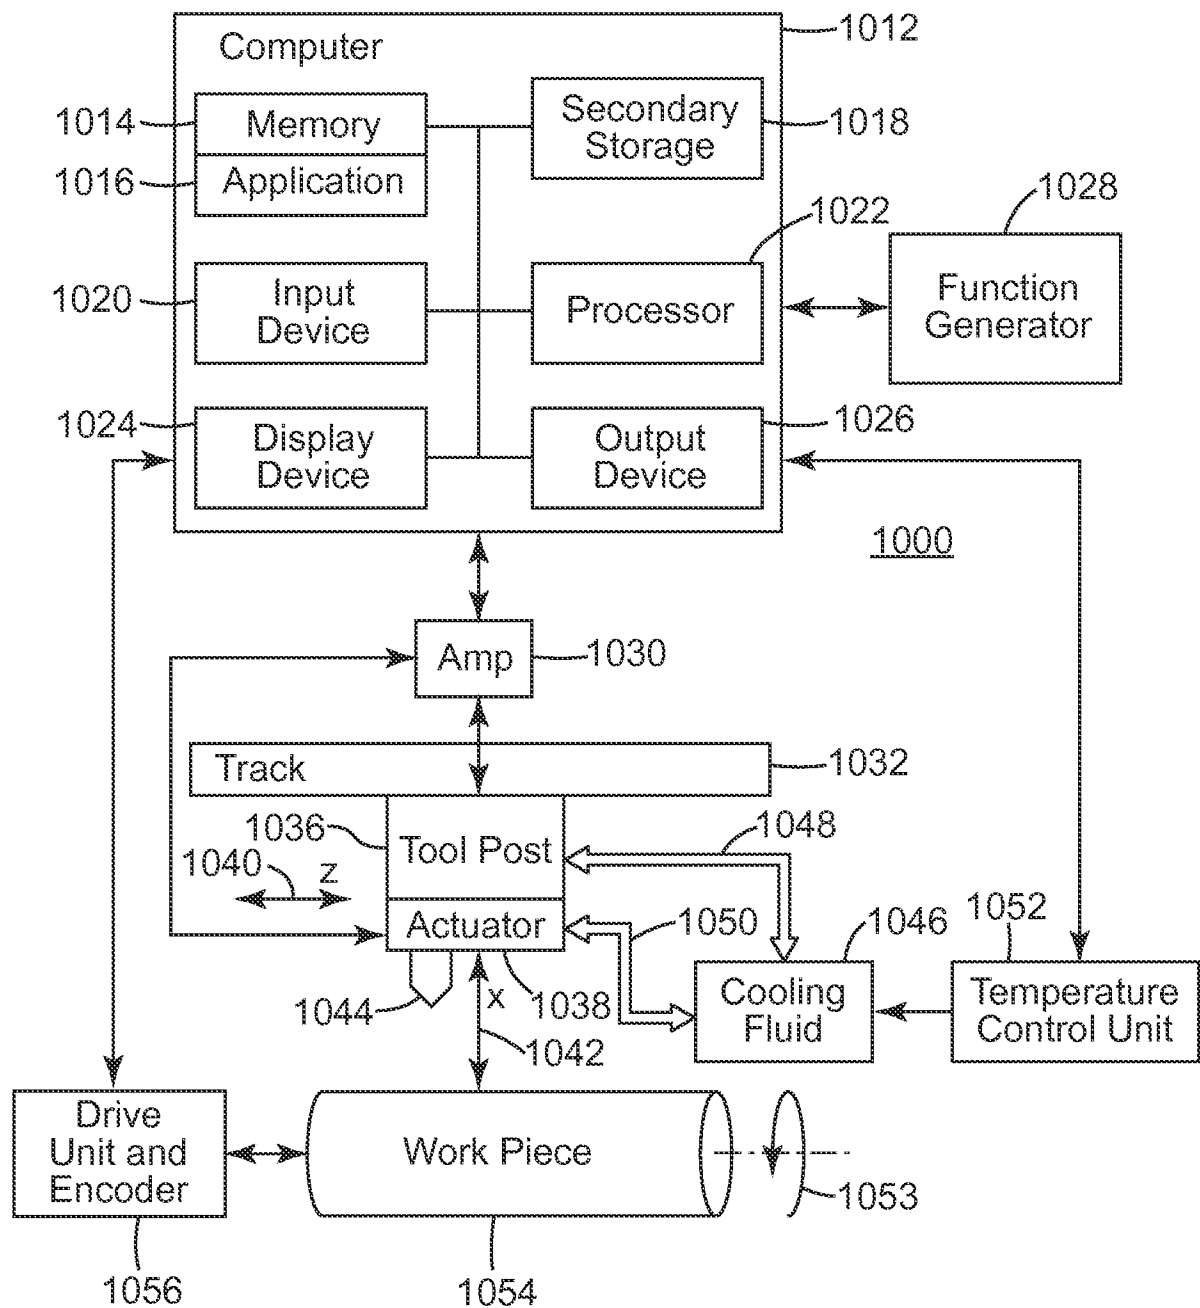 Computer
1012
1014
Memory
Secondary
Storage
1018
1016
Application
1028
1022
1020
Input
Device
Processor
Function
Generator
1024
Display
Device
Output
Device
1026
1000
Amp
1030
Track
1032
1036
Tool Post
1048
1040
z
Actuator
1050
1046
1052
1044
x
1038
Cooling
Fluid
Temperature
Control Unit
1042
Drive
Unit and
Encoder
Work Piece
1053
1056
1054